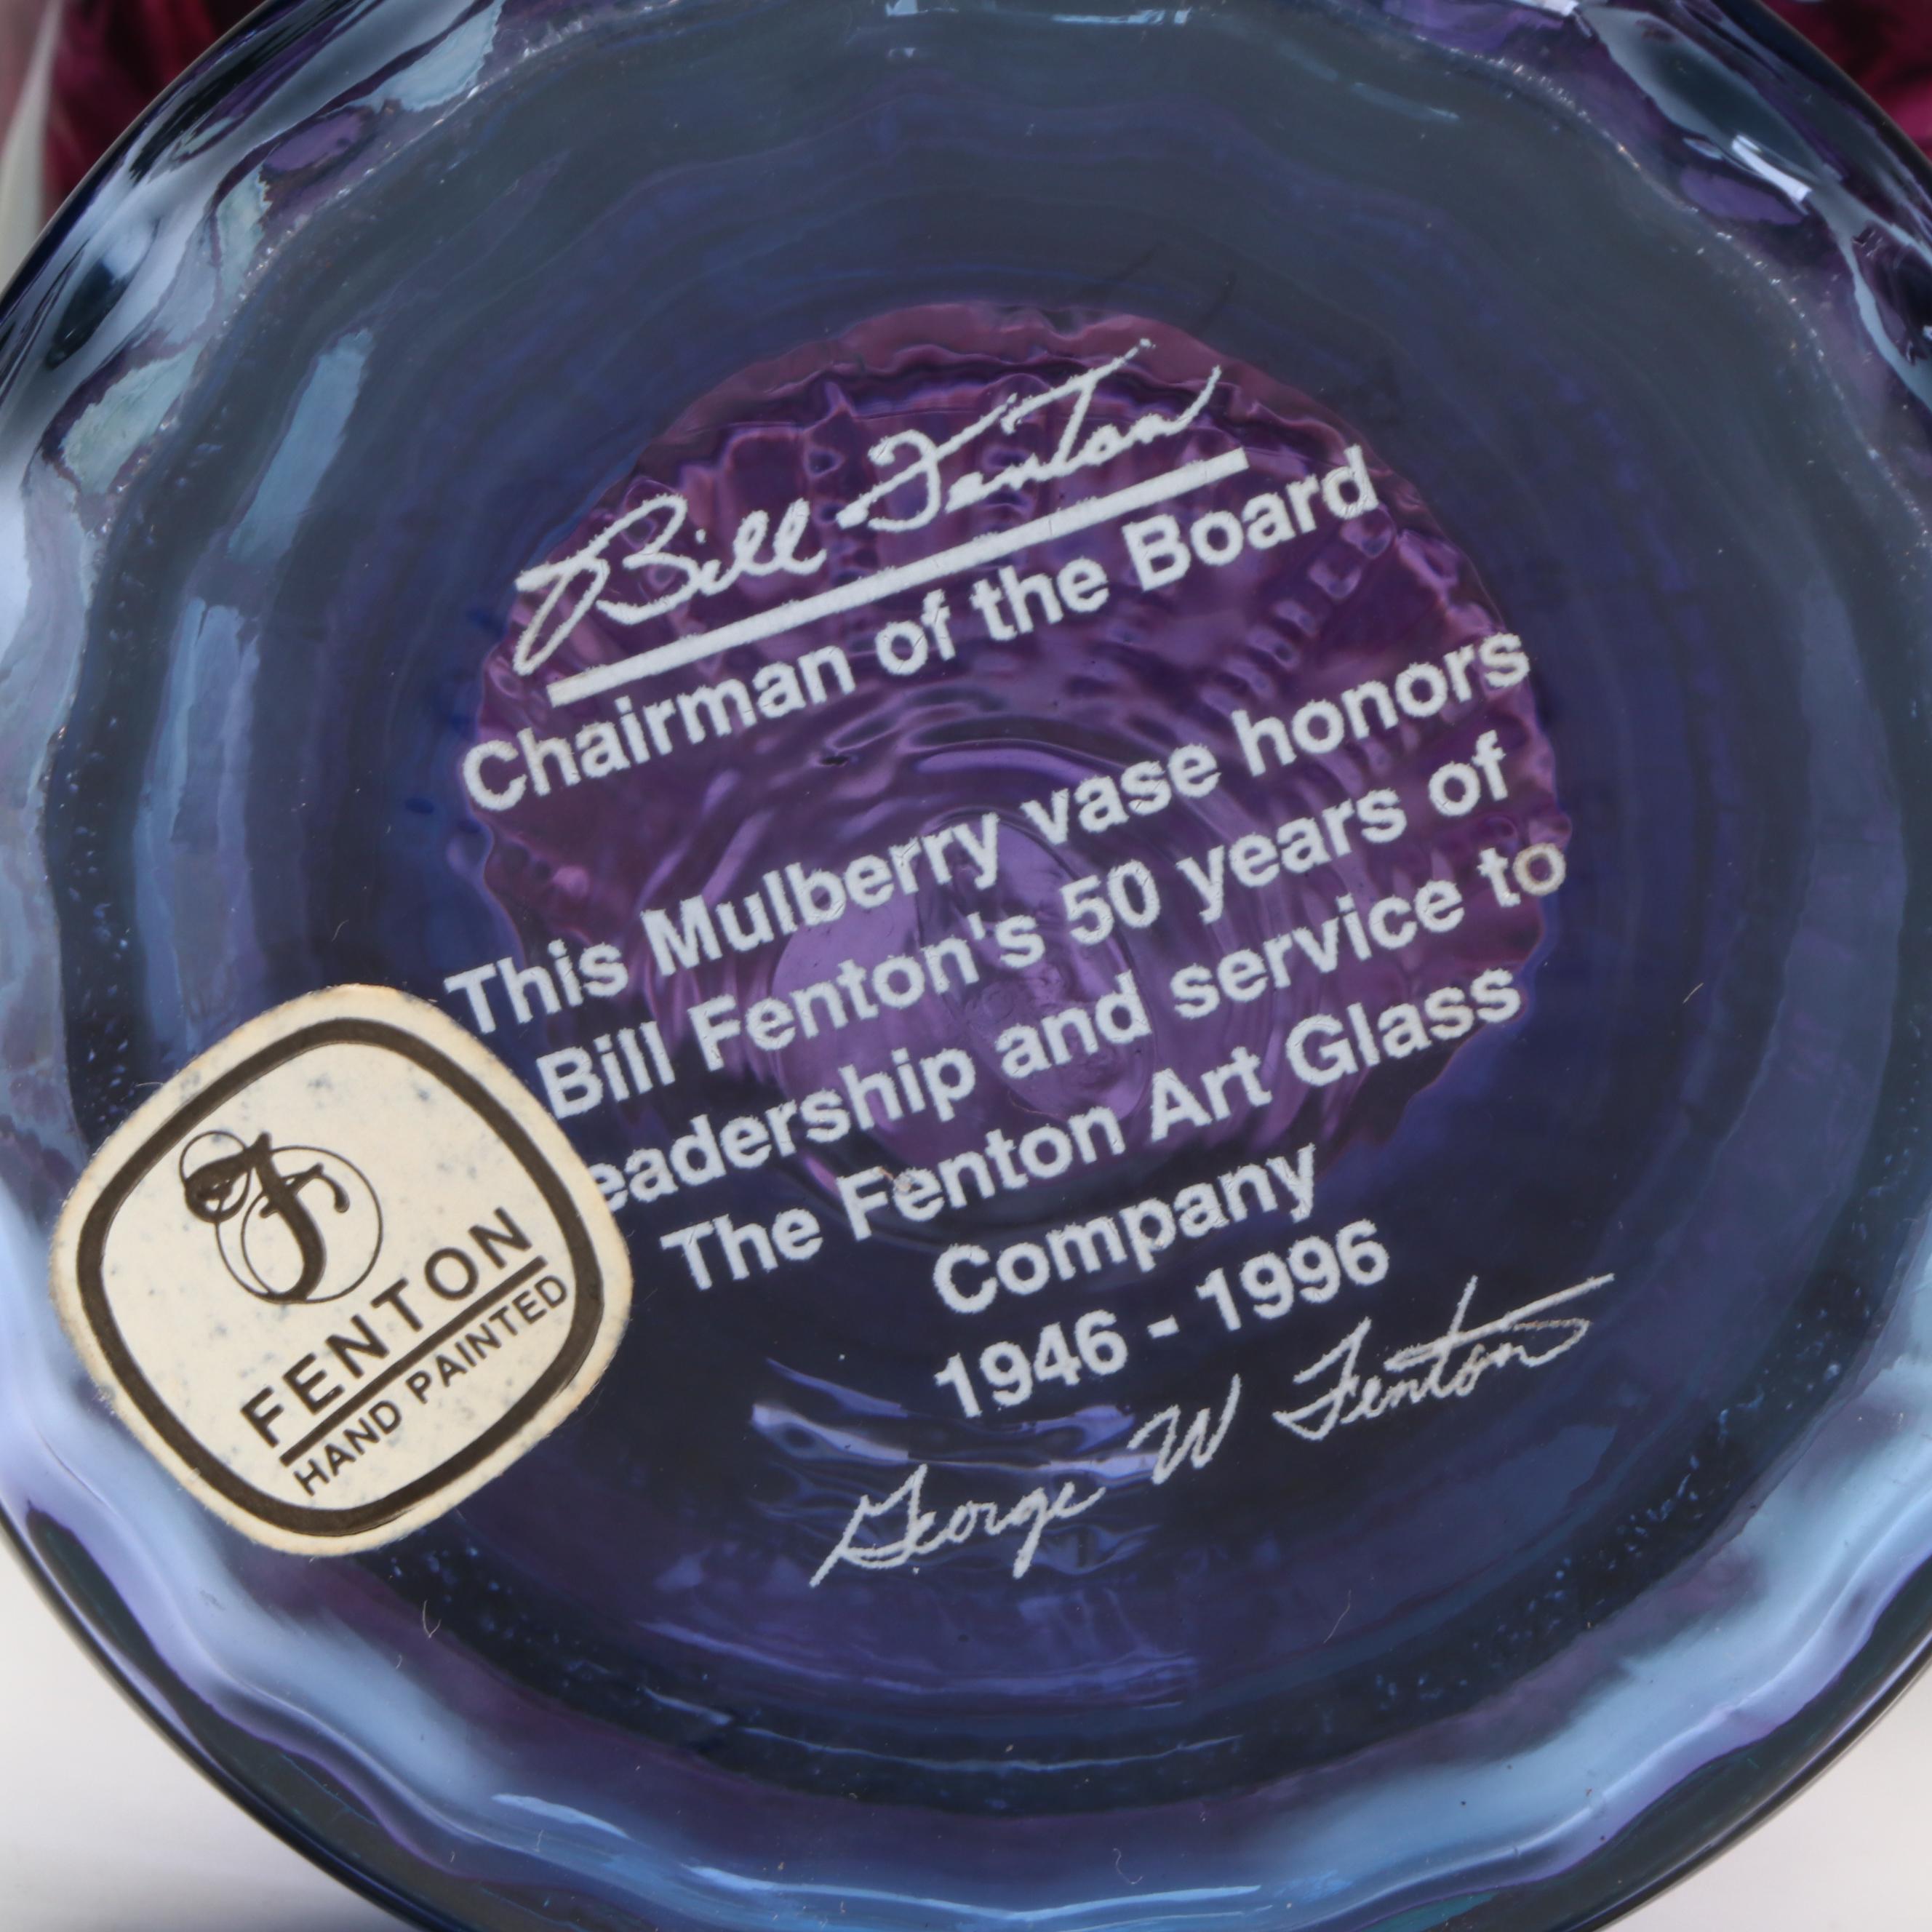 Bill Fenton
Chairman of the Board
This Mulberry vase honors
Bill Fenton's 50 years of
eadership and service to
The Fenton Art Glass
Company
1946 - 1996
George W Fenton
F
FENTON
HAND PAINTED